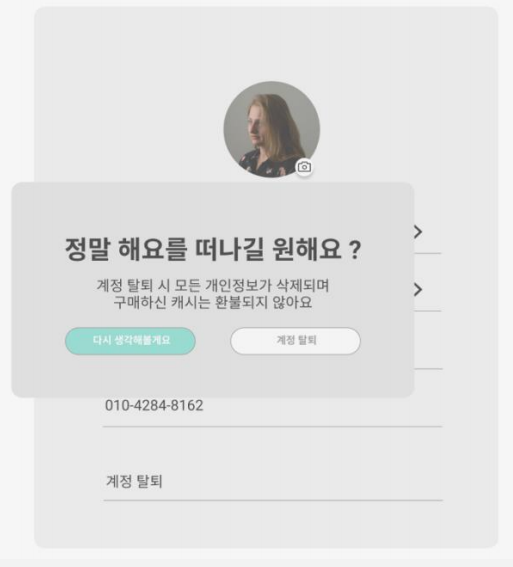 정말 해요를 떠나길 원해요 ?
계정 탈퇴 시 모든 개인정보가 삭제되며
구매하신 캐시는 환불되지 않아요
다시 생각해볼게요
계정 탈퇴
010-4284-8162
계정 탈퇴